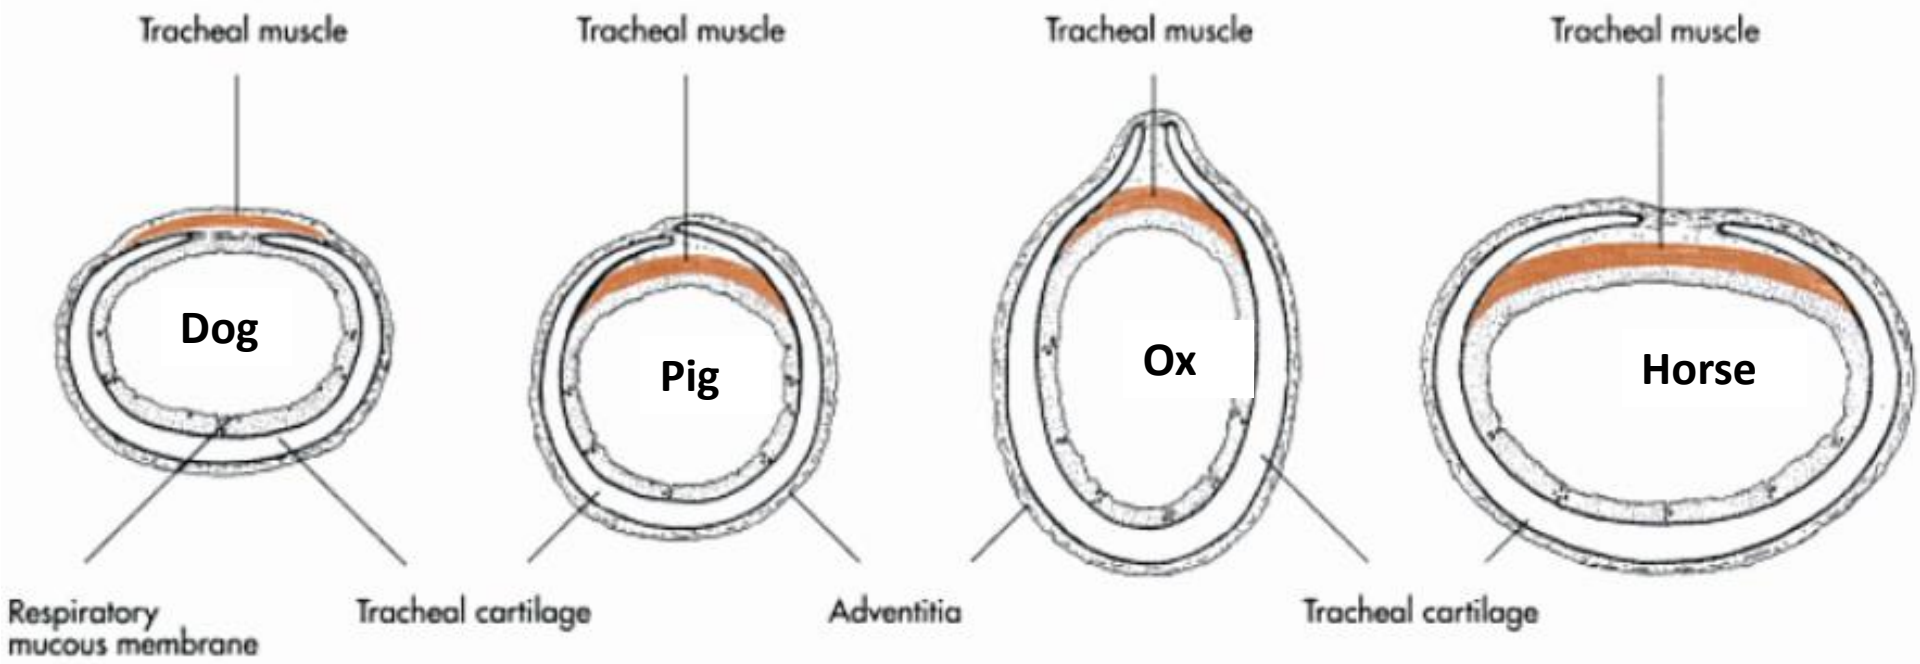 Tracheal muscle
Tracheal muscle
Tracheal muscle
Tracheal muscle
Dog
Pig
Ox
Horse
Respiratory
mucous membrane
Tracheal cartilage
Adventitia
Tracheal cartilage